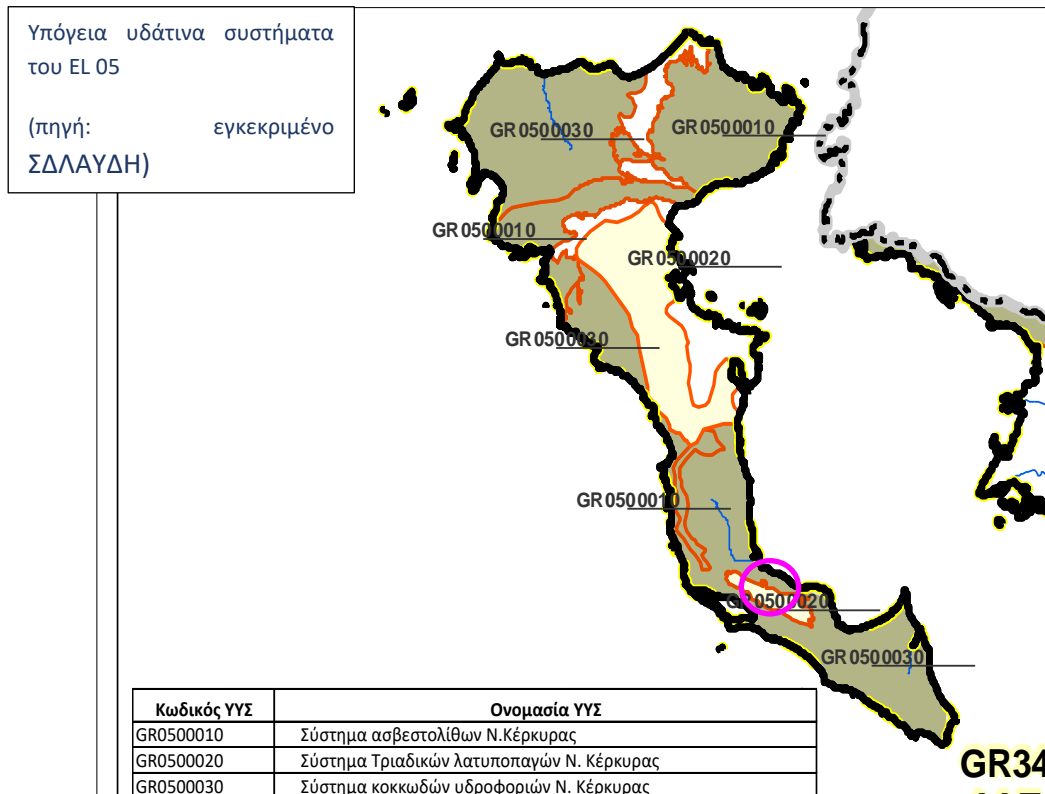 Υπόγεια υδάτινα συστήματα
του EL 05
(πηγή: εγκεκριμένο
ΣΔΛΑΥΔΗ)
GR0500030
GR0500010
GR0500010
GR0500020
GR0500030
GR0500010
GR0500020
GR0500030
GR34
Κωδικός ΥΥΣ Ονομασία ΥΥΣ
GR0500010 Σύστημα ασβεστολίθων Ν.Κέρκυρας
GR0500020 Σύστημα Τριαδικών λατυποπαγών Ν. Κέρκυρας
GR0500030 Σύστημα κοκκωδών υδροφοριών Ν. Κέρκυρας